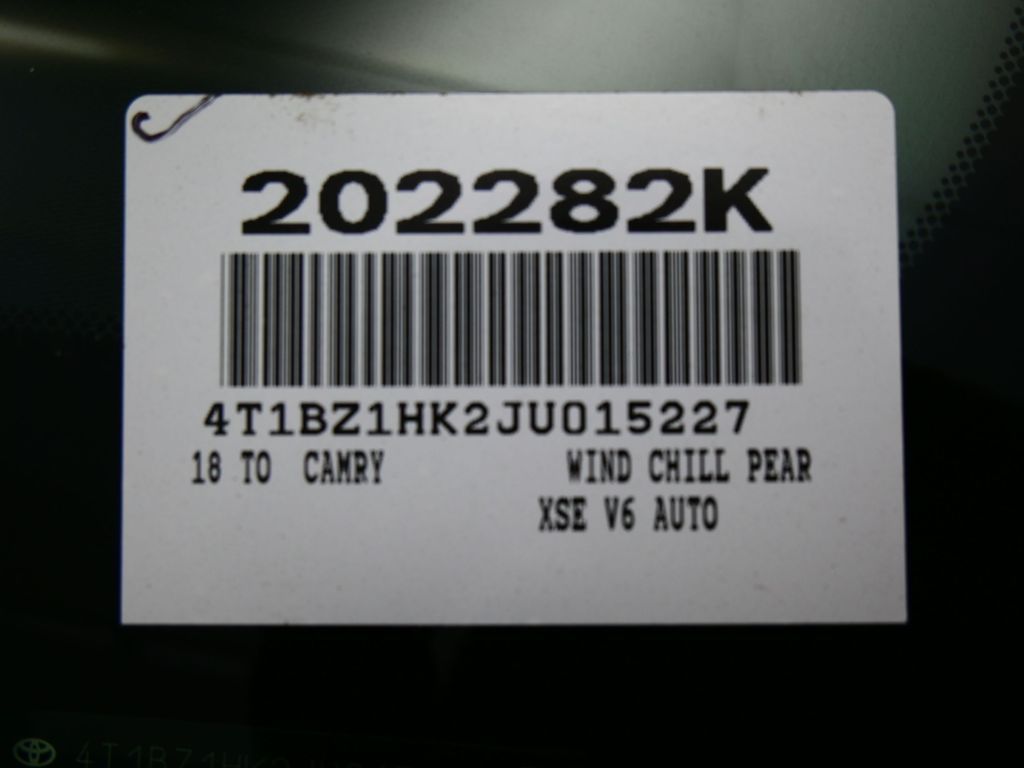 202282K
4T1BZ1HK2JU015227
18 TO CAMRY WIND CHILL PEAR
XSE V6 AUTO